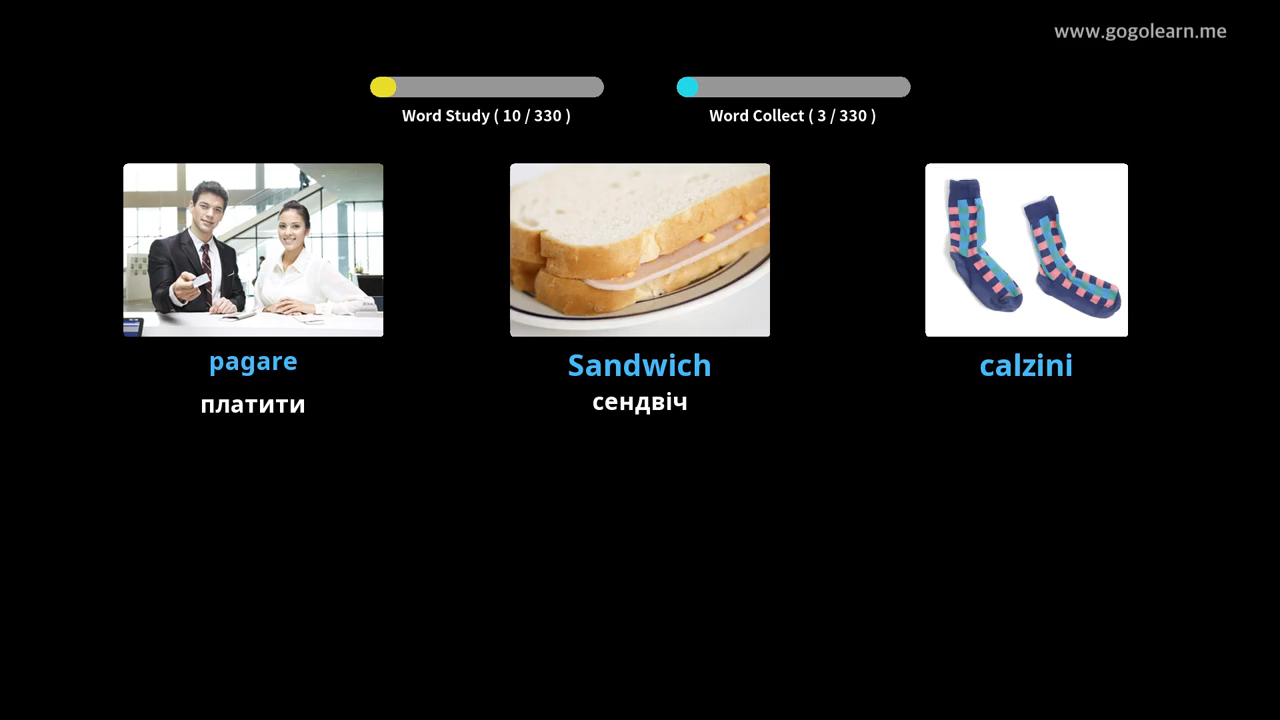 www.gogolearn.me
Word Study ( 10 / 330 )
Word Collect ( 3 / 330 )
pagare
платити
Sandwich
сендвіч
calzini